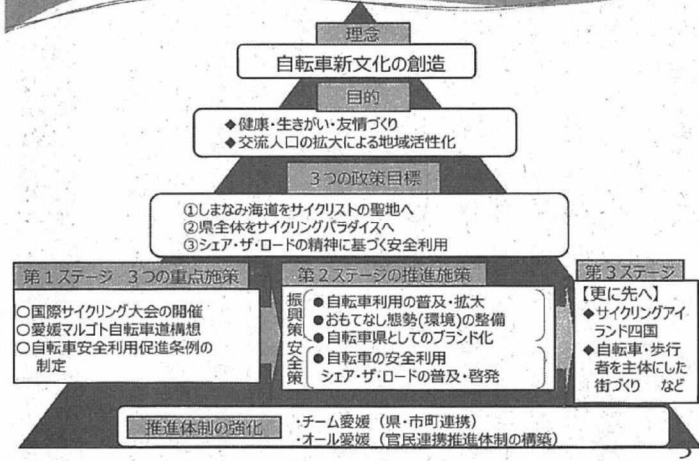 理念
自転車新文化の創造
目的
◆健康・生きがい・友情づくり
◆交流人口の拡大による地域活性化
3つの政策目標
①しまなみ海道をサイクリストの聖地へ
②県全体をサイクリングパラダイスへ
③シェア・ザ・ロードの精神に基づく安全利用
第1ステージ 3つの重点施策
○国際サイクリング大会の開催
○愛媛マルゴト自転車道構想
○自転車安全利用促進条例の
制定
第2ステージの推進施策
振興策
●自転車利用の普及・拡大
●おもてなし態勢(環境)の整備
●自転車県としてのブランド化
安全策
●自転車の安全利用
シェア・ザ・ロードの普及・啓発
第3ステージ
【更に先へ】
◆サイクリングアイ
ランド四国
◆自転車・歩行
者を主体にした
街づくり など
推進体制の強化
・チーム愛媛（県・市町連携）
・オール愛媛（官民連携推進体制の構築）